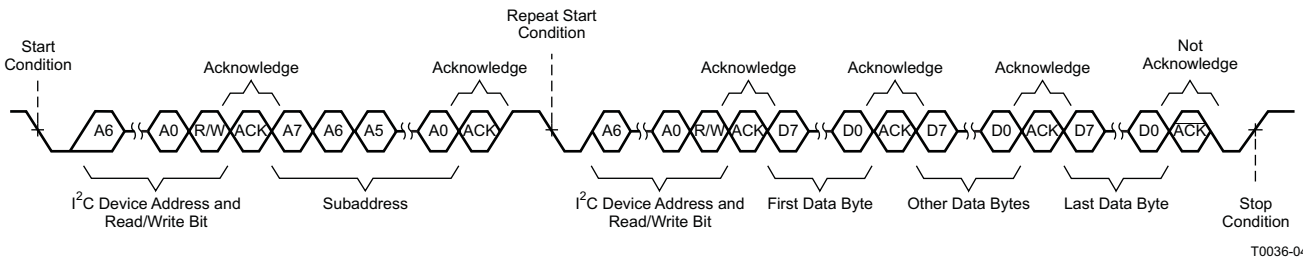 Repeat Start
Condition
Start
Condition
Not
Acknowledge
Acknowledge
Acknowledge
Acknowledge
Acknowledge
Acknowledge
A6 A0 R/W ACK A7 A6 A5 A0 ACK A6 A0 R/W ACK D7 D0 ACK D7 D0 ACK D7 D0 ACK
I²C Device Address and
Read/Write Bit
Subaddress
I²C Device Address and
Read/Write Bit
First Data Byte
Other Data Bytes
Last Data Byte
Stop
Condition
T0036-04